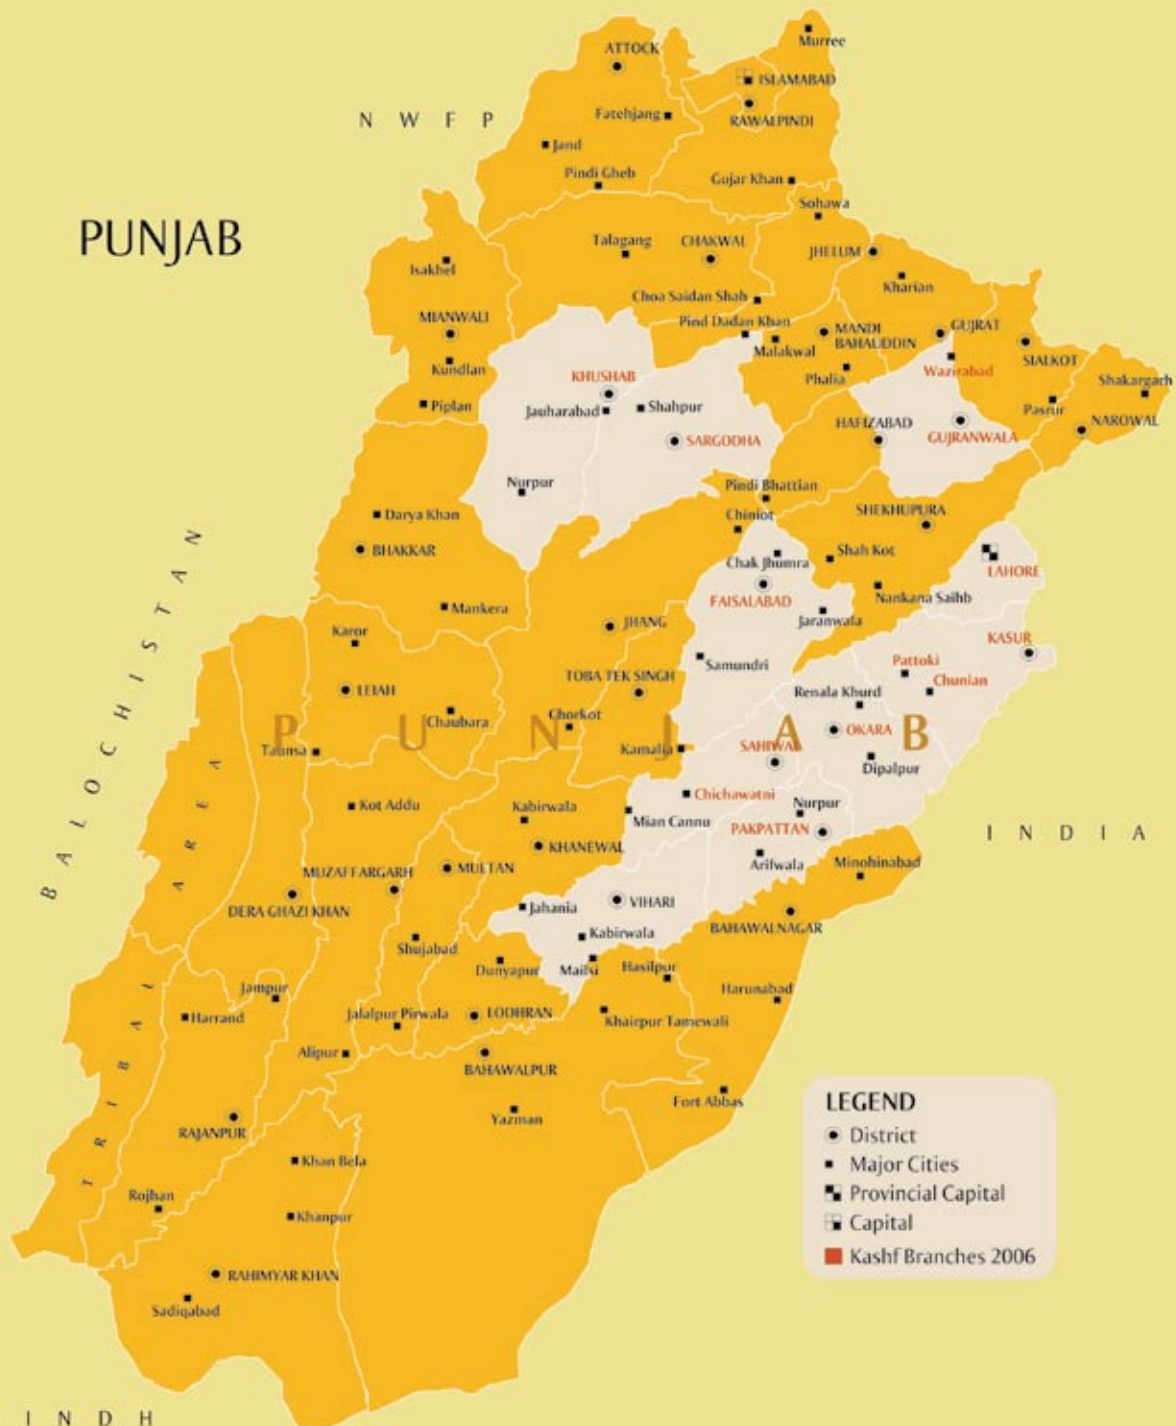 Murree
ATTOCK
ISLAMABAD
RAWALPINDI
N W F P
Fatehjang
Jand
Pindi Gheb
Gujar Khan
Sohawa
PUNJAB
Talagang
CHAKWAL
JHELUM
Isakhel
Kharian
Choa Saidan Shah
MIANWALI
Pind Dadan Khan
MANDI
BAHAUDDIN
GUJRAT
Malakwal
SIALKOT
Kundlan
KHUSHAB
Phalia
Wazirabad
Shakargarh
Piplan
Jauharabad
Shahpur
Pasrur
HAFIZABAD
NAROWAL
SARGODHA
GUJRANWALA
Nurpur
Pindi Bhattian
Darya Khan
Chiniot
SHEKHUPURA
BHAKKAR
Chak Jhumra
Shah Kot
LAHORE
FAISALABAD
Nankana Saihb
Mankera
Jaranwala
Karor
JHANG
KASUR
BALOCHISTAN
TOBA TEK SINGH
Samundri
Pattoki
Chunian
LEIAH
Renala Khurd
Chaubara
Chorkot
OKARA
P U N J A B
Taunsa
Kamalia
SAHIWAL
Dipalpur
Kot Addu
Kabirwala
Chichawatni
Nurpur
Mian Cannu
PAKPATTAN
I N D I A
KHANEWAL
MUZAFFARGARH
MULTAN
Arifwala
Minohinabad
DERA GHAZI KHAN
Jahania
VIHARI
BAHAWALNAGAR
Shujabad
Kabirwala
Dunyapur
Mailsi
Hasilpur
TRIBAL AREA
Jampur
Harunabad
Harrand
Jalalpur Pirwala
LODHRAN
Khairpur Tamewali
Alipur
BAHAWALPUR
Yazman
Fort Abbas
RAJANPUR
Khan Bela
Rojhan
Khanpur
RAHIMYAR KHAN
Sadiqabad
I N D H
LEGEND
District
Major Cities
Provincial Capital
Capital
Kashf Branches 2006